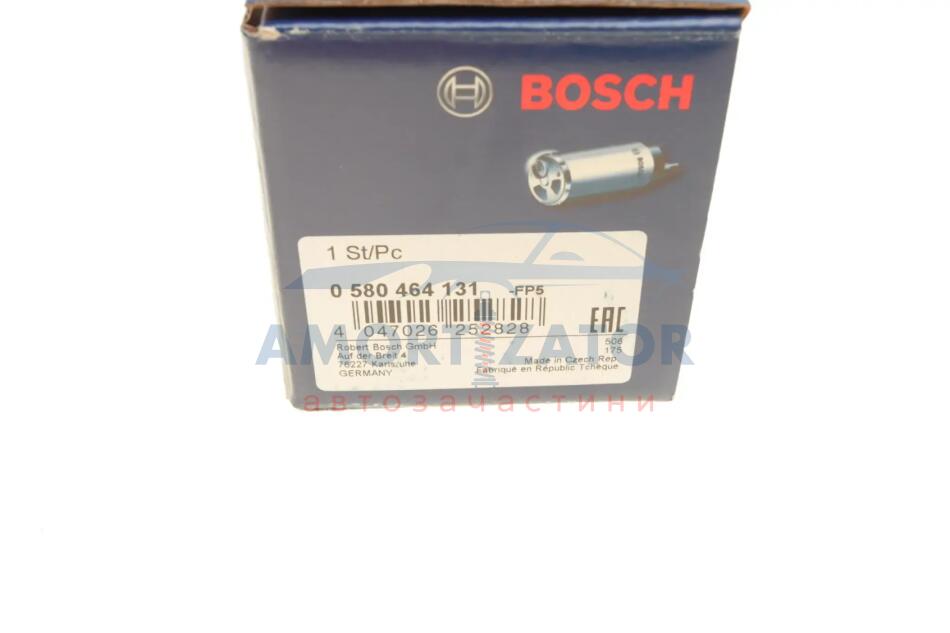 BOSCH
1 St/Pc
0 580 464 131 -FP5
4 047026 252828
EAC
Robert Bosch GmbH
Auf der Breit 4
76227 Karlsruhe
GERMANY
506
175
Made in Czech Rep.
Fabriqué en République Tchèque
AMORTIZATOR
автозачастини